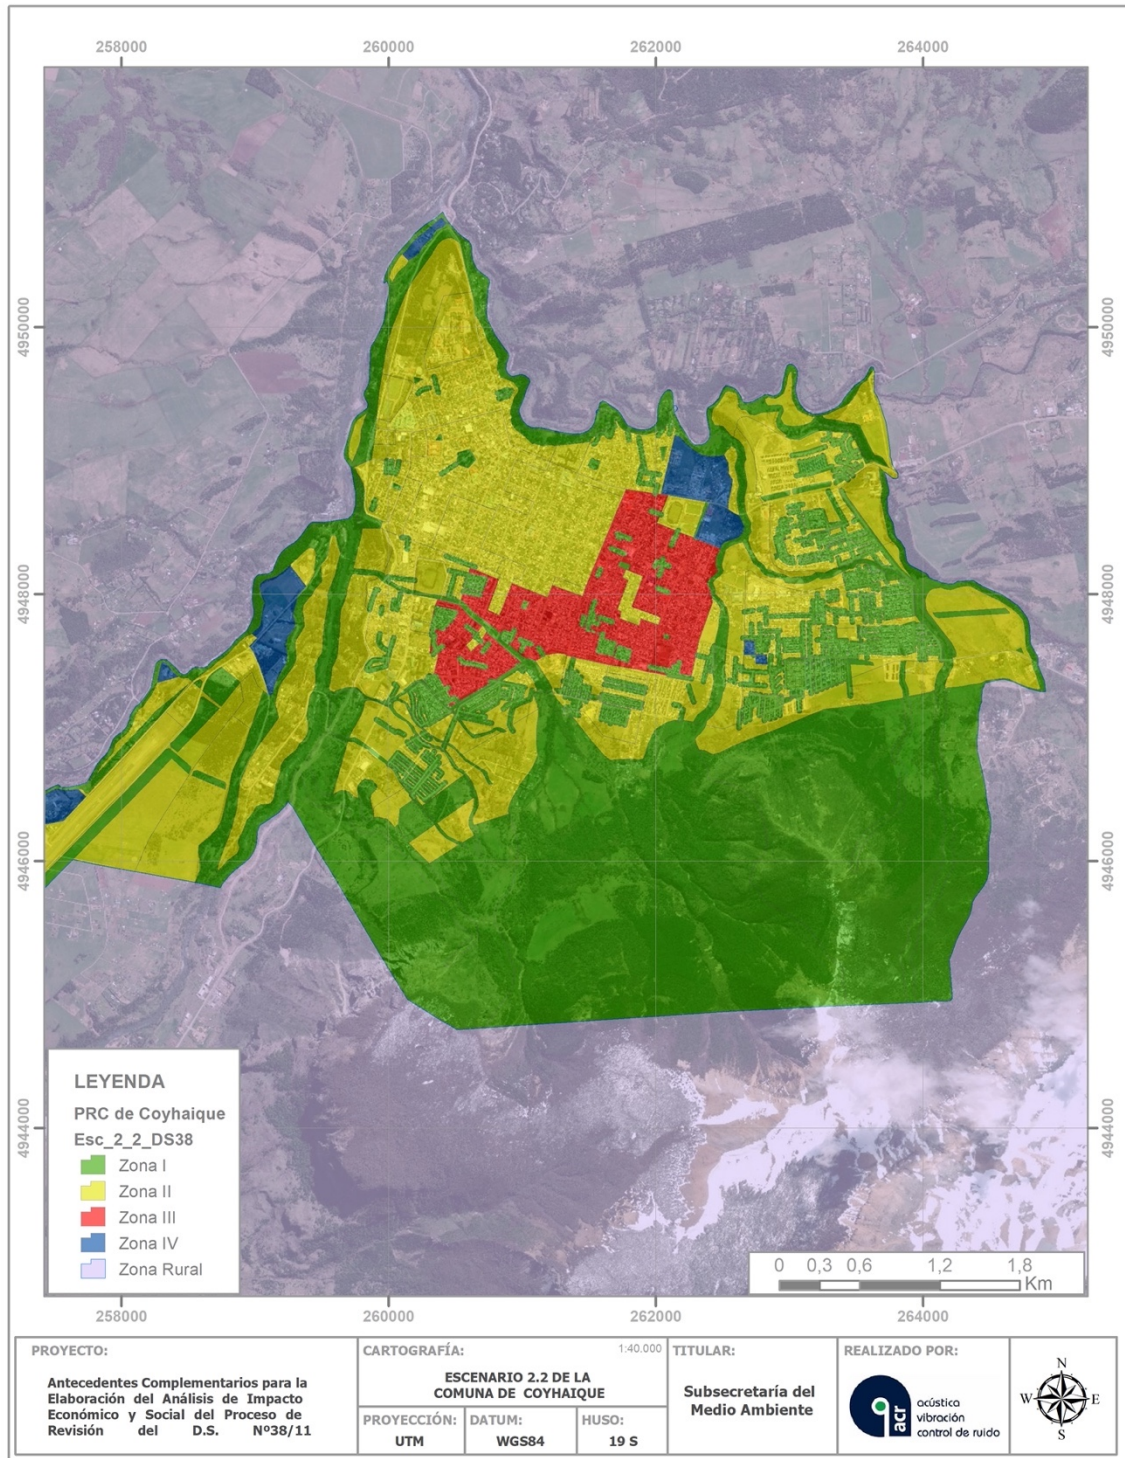 258000 260000 262000 264000
4950000 4950000
4948000 4948000
4946000 4946000
4944000 4944000
LEYENDA
PRC de Coyhaique
Esc_2_2_DS38
Zona I
Zona II
Zona III
Zona IV
Zona Rural
0 0,3 0,6 1,2 1,8
Km
258000 260000 262000 264000
PROYECTO:
Antecedentes Complementarios para la
Elaboración del Análisis de Impacto
Económico y Social del Proceso de
Revisión del D.S. Nº38/11
CARTOGRAFÍA: 1:40.000
ESCENARIO 2.2 DE LA
COMUNA DE COYHAIQUE
PROYECCIÓN:
UTM
DATUM:
WGS84
HUSO:
19 S
TITULAR:
Subsecretaría del
Medio Ambiente
REALIZADO POR:
acr
acústica
vibración
control de ruido
N
W E
S